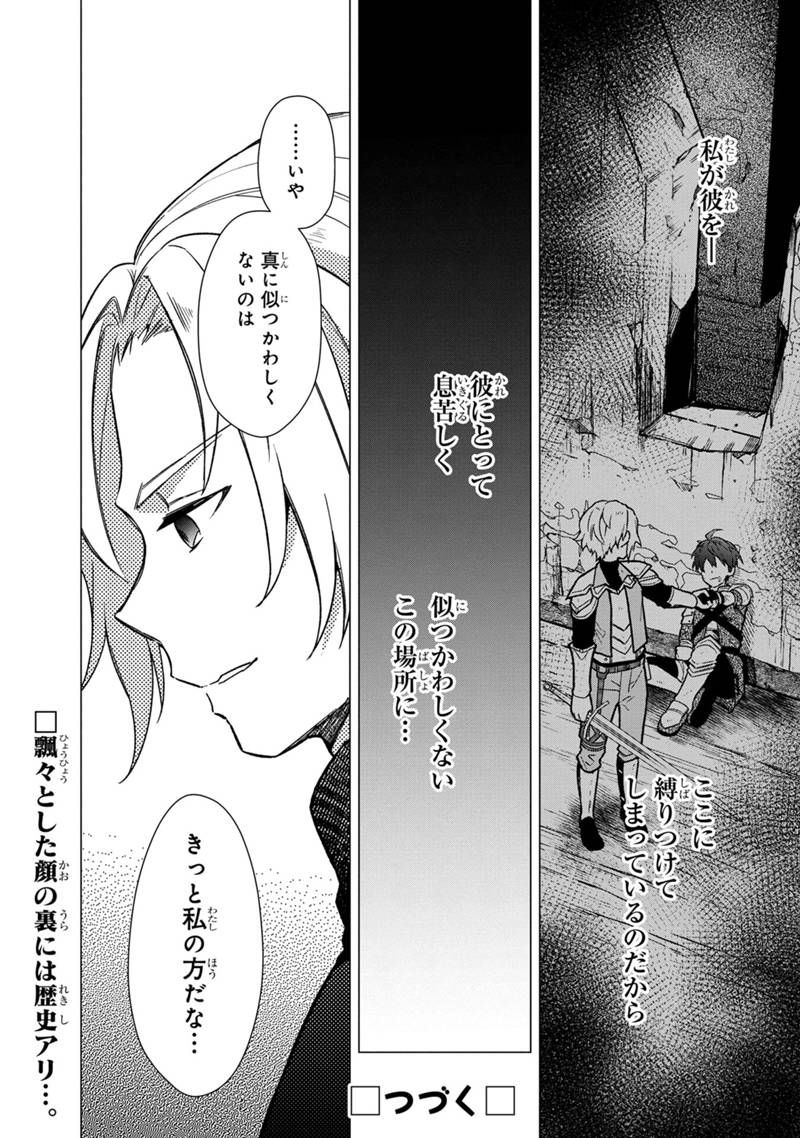 私が彼を―
ここに
縛りつけて
しまっているのだから
彼にとって
息苦しく
似つかわしくない
この場所に…
……いや
真に似つかわしく
ないのは
きっと私の方だな…
□つづく□
□飄々とした顔の裏には歴史アリ…。